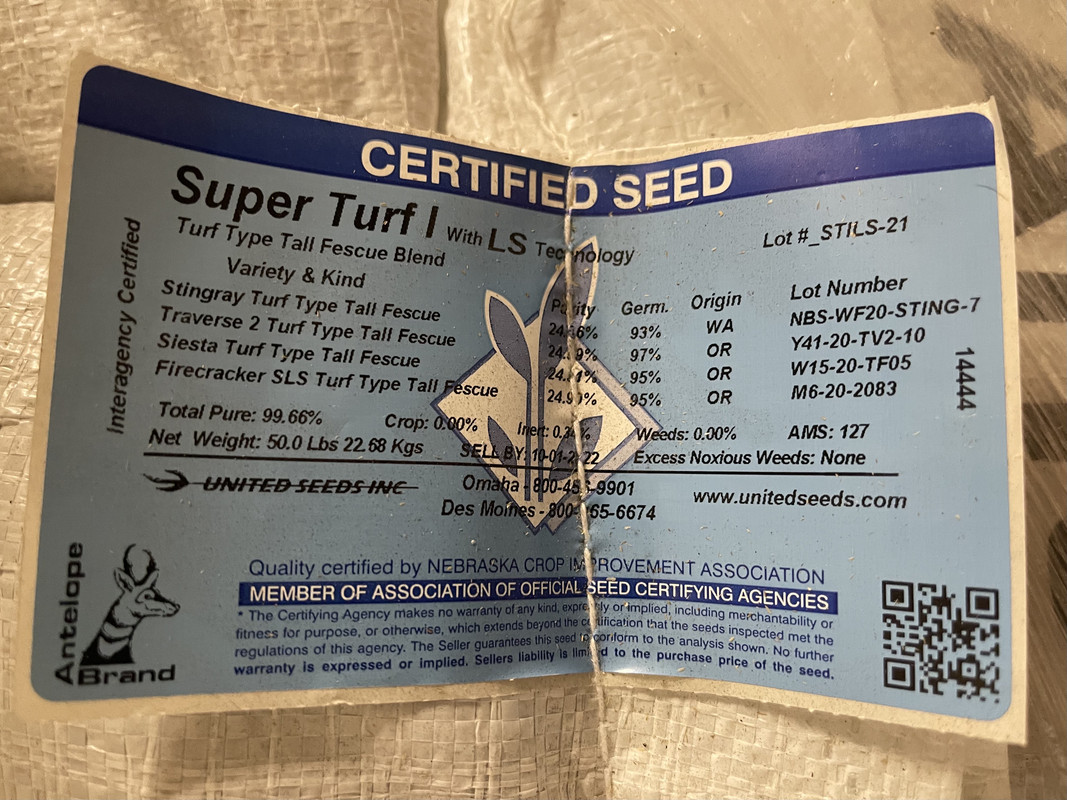 CERTIFIED SEED
Super Turf I With LS Technology
Lot #_STILS-21
Turf Type Tall Fescue Blend
Variety & Kind Purity Germ. Origin Lot Number
Stingray Turf Type Tall Fescue 93% WA NBS-WF20-STING-7
Traverse 2 Turf Type Tall Fescue 97% OR Y41-20-TV2-10
Siesta Turf Type Tall Fescue 95% OR W15-20-TF05
Firecracker SLS Turf Type Tall Fescue 95% OR M6-20-2083
Total Pure: 99.66% Crop: 0.00% Inert: Weeds: 0.00% AMS: 127
Net Weight: 50.0 Lbs 22.68 Kgs SELL BY: Excess Noxious Weeds: None
UNITED SEEDS INC
Omaha - 9901
www.unitedseeds.com
Des Moines - 6674
Interagency Certified
14444
Antelope
Brand
Quality certified by NEBRASKA CROP IMPROVEMENT ASSOCIATION
MEMBER OF ASSOCIATION OF OFFICIAL SEED CERTIFYING AGENCIES
* The Certifying Agency makes no warranty of any kind, expressly or implied, including merchantability or
fitness for purpose, or otherwise, which extends beyond the certification that the seeds inspected met the
regulations of this agency. The Seller guarantees this seed to conform to the analysis shown. No further
warranty is expressed or implied. Sellers liability is limited to the purchase price of the seed.